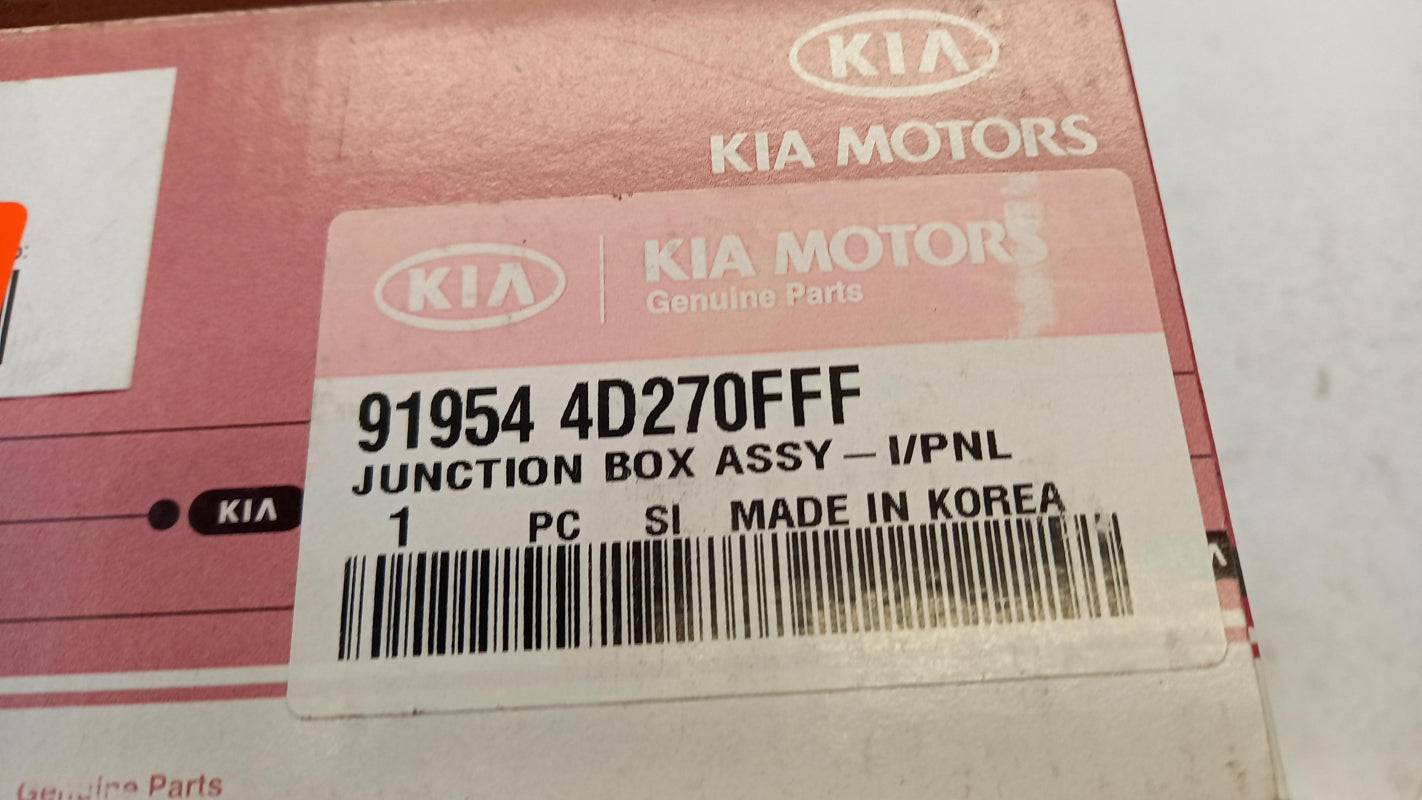 KIA
KIA MOTORS
KIA
KIA MOTORS
Genuine Parts
91954 4D270FFF
JUNCTION BOX ASSY – I/PNL
1 PC SI MADE IN KOREA
KIA
Genuine Parts